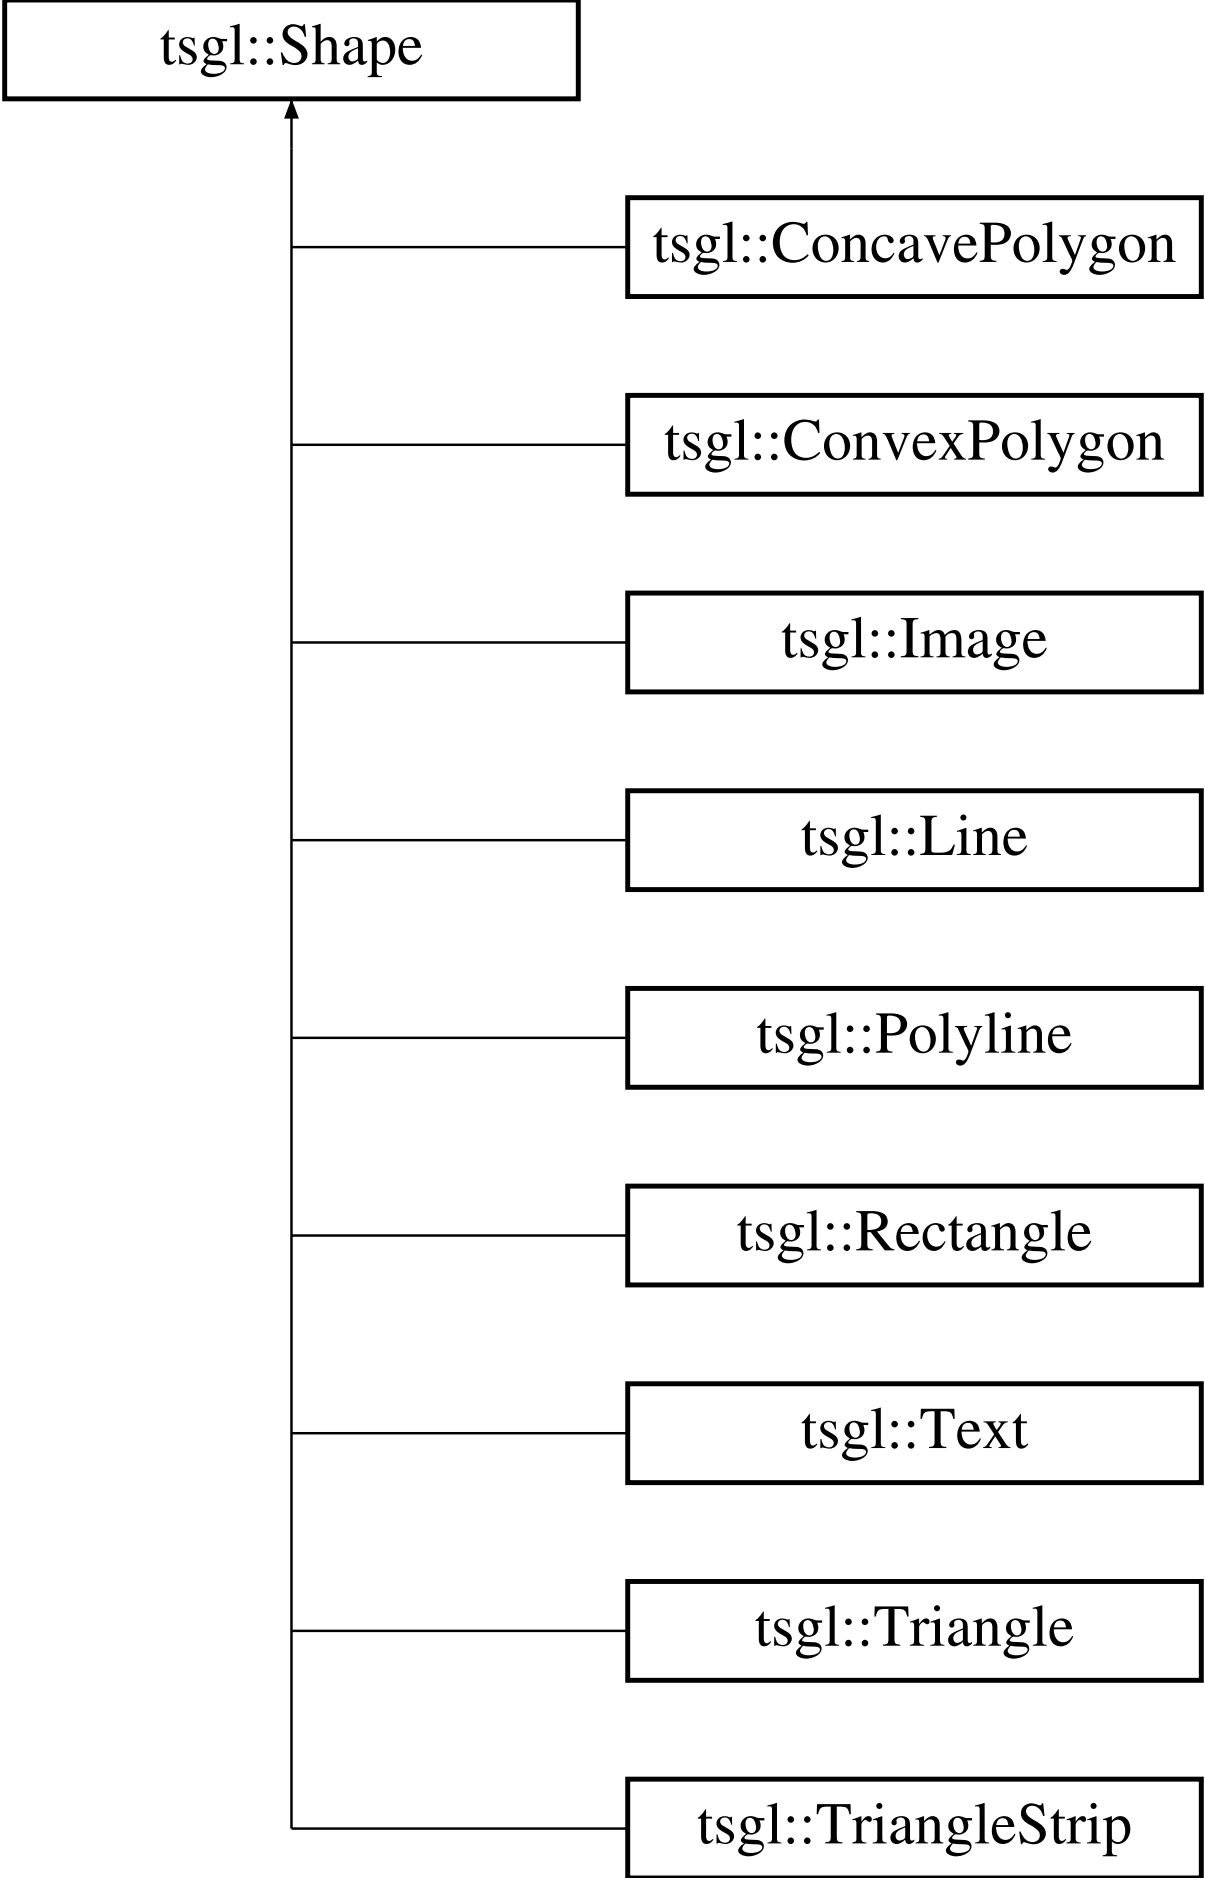 tsgl::Shape
tsgl::ConcavePolygon
tsgl::ConvexPolygon
tsgl::Image
tsgl::Line
tsgl::Polyline
tsgl::Rectangle
tsgl::Text
tsgl::Triangle
tsgl::TriangleStrip